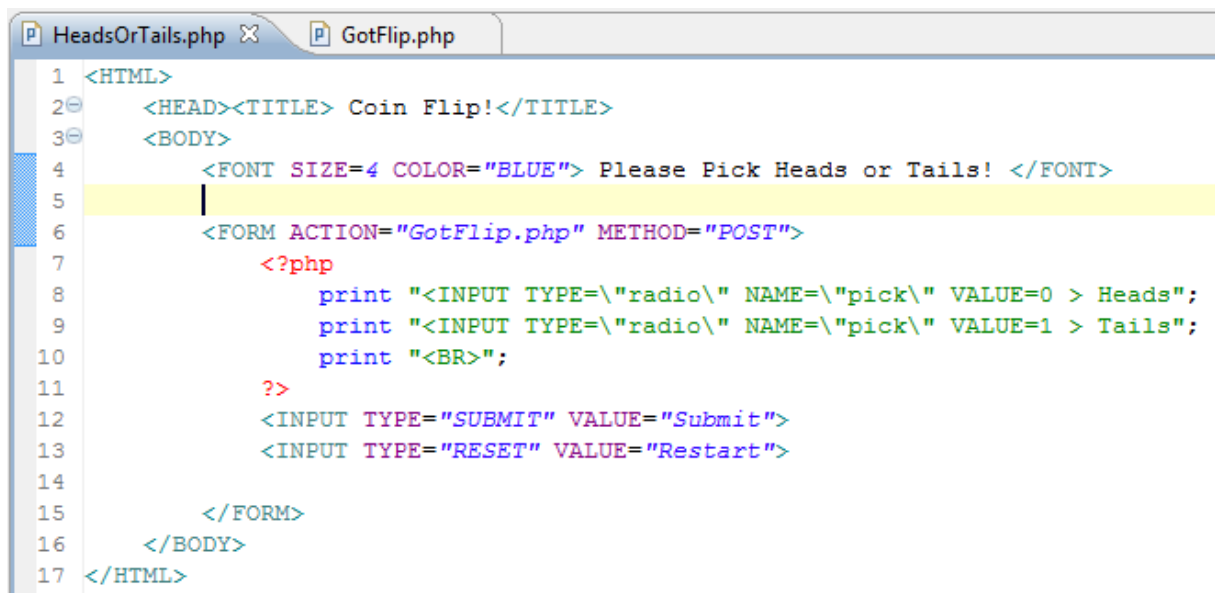 HeadsOrTails.php GotFlip.php
1 <HTML>
2 <HEAD><TITLE> Coin Flip!</TITLE>
3 <BODY>
4 <FONT SIZE=4 COLOR="BLUE"> Please Pick Heads or Tails! </FONT>
5
6 <FORM ACTION="GotFlip.php" METHOD="POST">
7 <?php
8 print "<INPUT TYPE=\"radio\" NAME=\"pick\" VALUE=0 > Heads";
9 print "<INPUT TYPE=\"radio\" NAME=\"pick\" VALUE=1 > Tails";
10 print "<BR>";
11 ?>
12 <INPUT TYPE="SUBMIT" VALUE="Submit">
13 <INPUT TYPE="RESET" VALUE="Restart">
14
15 </FORM>
16 </BODY>
17 </HTML>